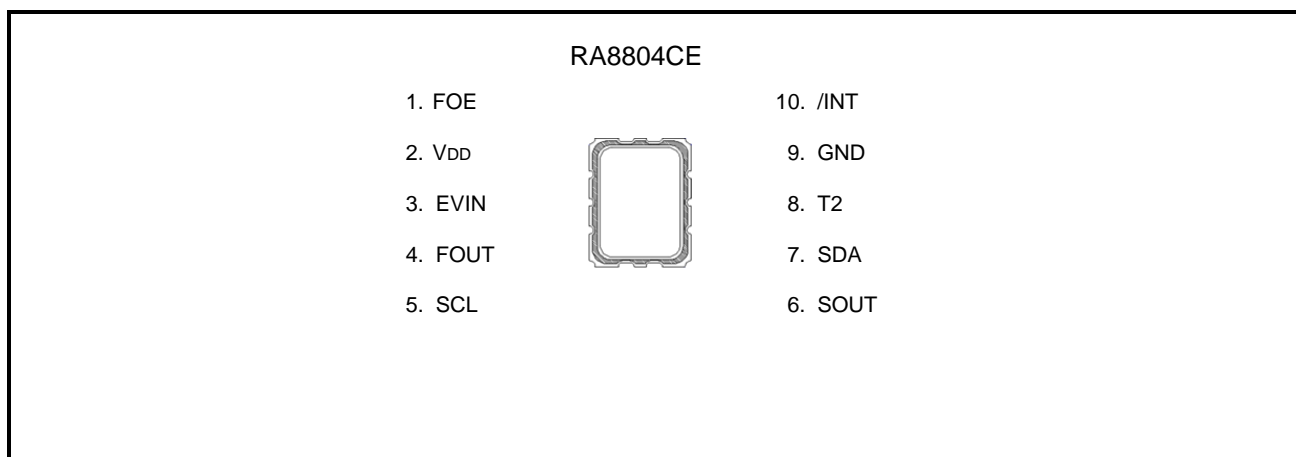 RA8804CE
1. FOE
10. /INT
2. VDD
9. GND
3. EVIN
8. T2
4. FOUT
7. SDA
5. SCL
6. SOUT